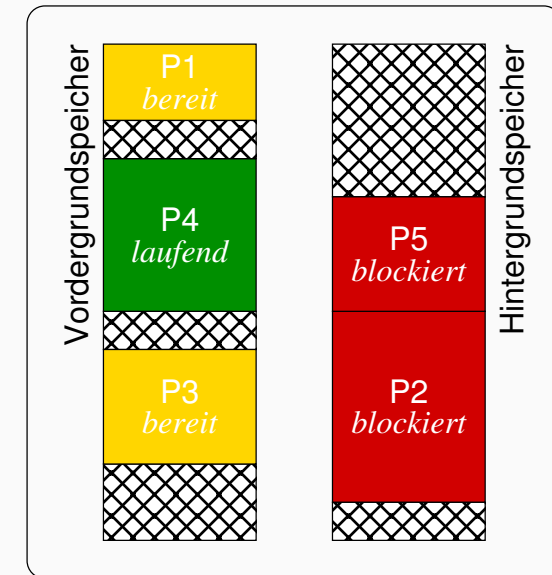 Vordergrundspeicher
P1
bereit
P4
laufend
P3
bereit
P5
blockiert
P2
blockiert
Hintergrundspeicher